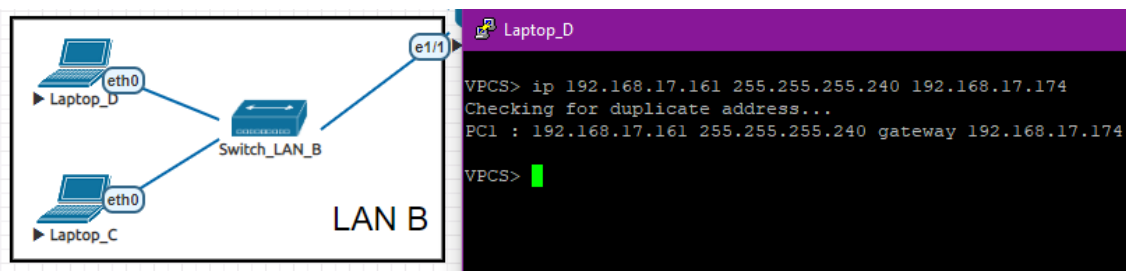 e1/1
eth0
Laptop_D
Switch_LAN_B
eth0
Laptop_C
LAN B
Laptop_D
VPCS> ip 192.168.17.161 255.255.255.240 192.168.17.174
Checking for duplicate address...
PC1 : 192.168.17.161 255.255.255.240 gateway 192.168.17.174
VPCS>